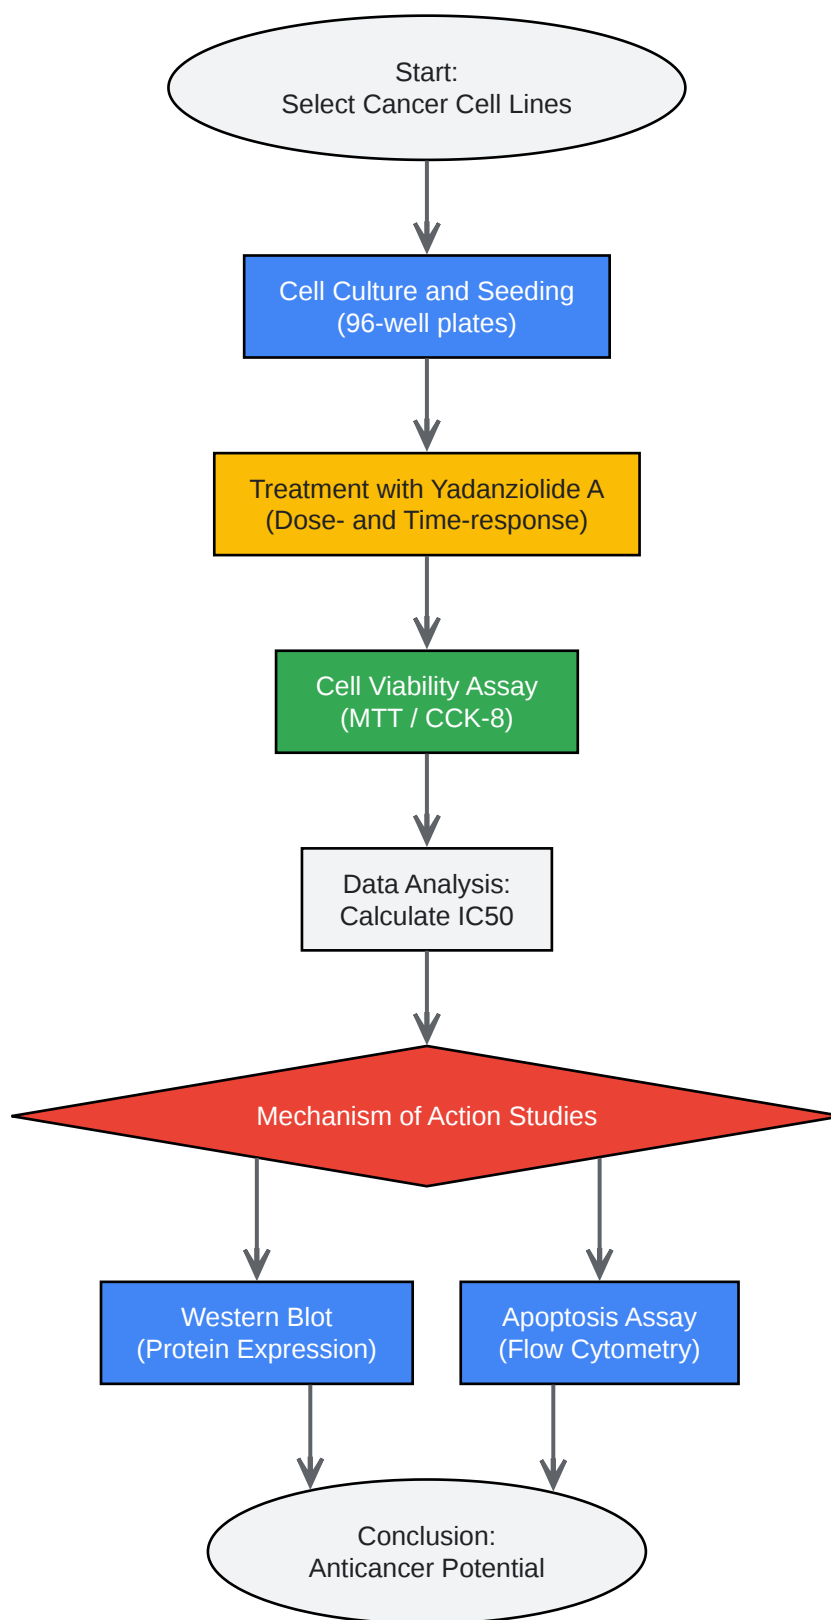 Start:
Select Cancer Cell Lines
Cell Culture and Seeding
(96-well plates)
Treatment with Yadanziolide A
(Dose- and Time-response)
Cell Viability Assay
(MTT / CCK-8)
Data Analysis:
Calculate IC50
Mechanism of Action Studies
Western Blot
(Protein Expression)
Apoptosis Assay
(Flow Cytometry)
Conclusion:
Anticancer Potential